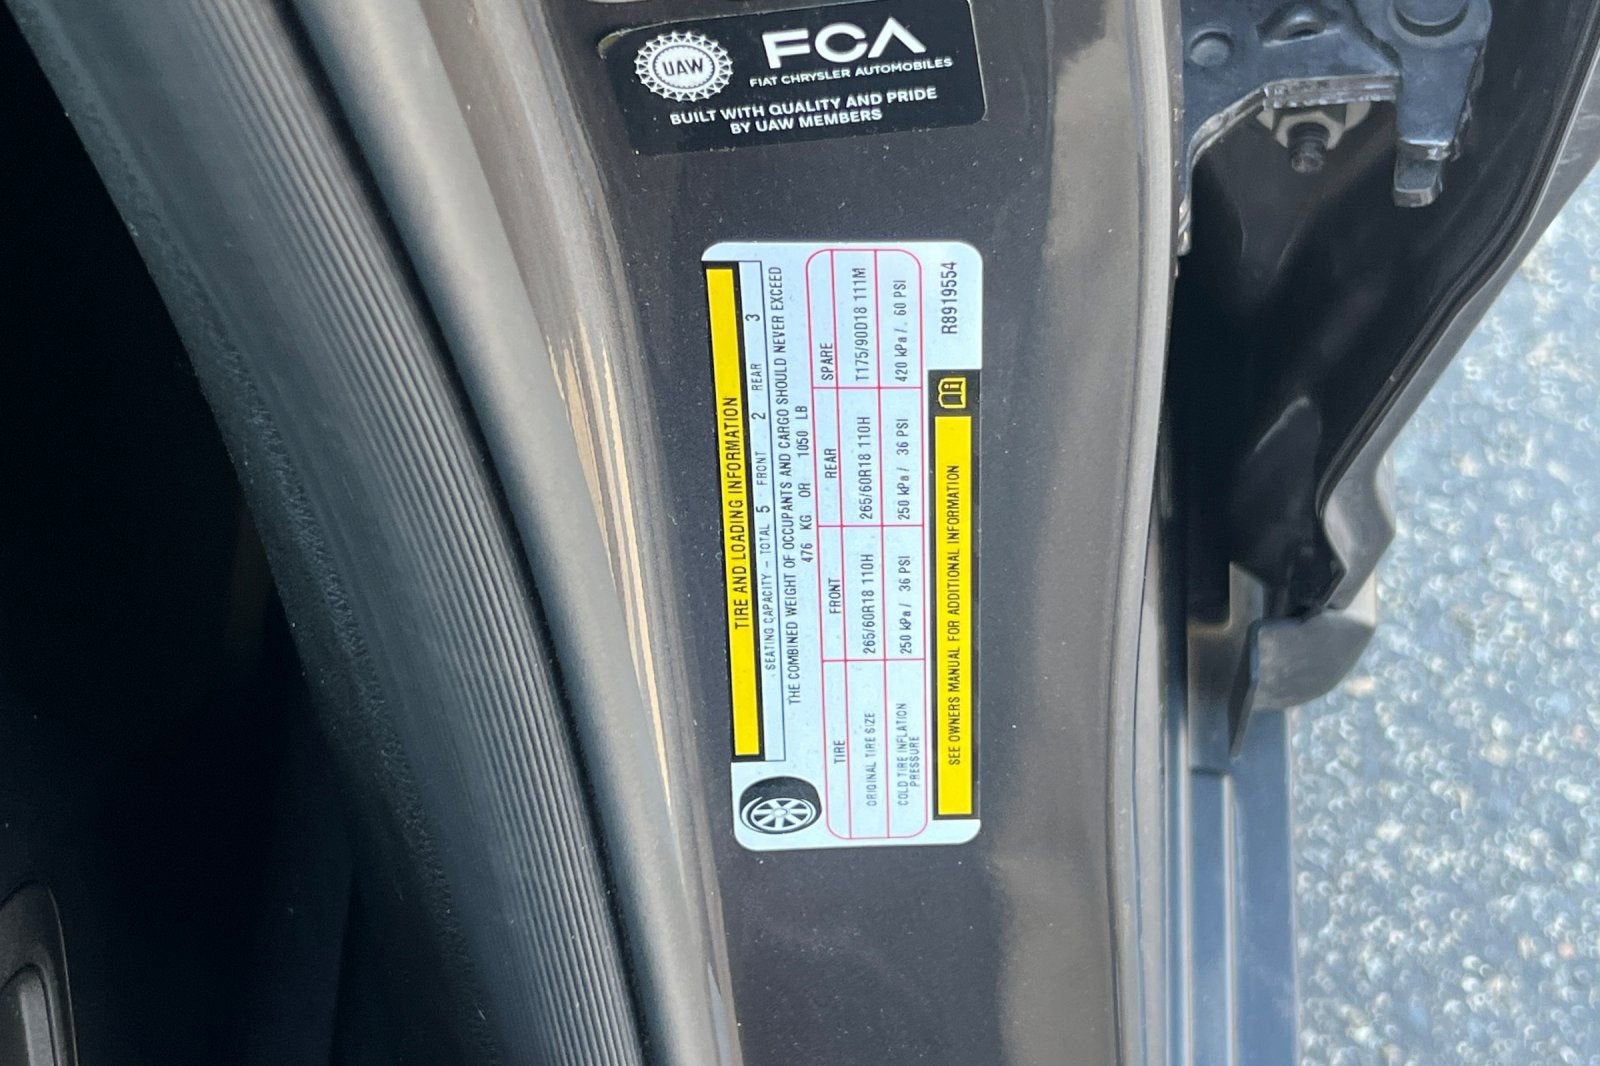 UAW
FCA
FIAT CHRYSLER AUTOMOBILES
BUILT WITH QUALITY AND PRIDE
BY UAW MEMBERS
TIRE AND LOADING INFORMATION
SEATING CAPACITY - TOTAL 5 FRONT 2 REAR 3
THE COMBINED WEIGHT OF OCCUPANTS AND CARGO SHOULD NEVER EXCEED
476 KG OR 1050 LB
TIRE FRONT REAR SPARE
ORIGINAL TIRE SIZE 265/60R18 110H 265/60R18 110H T175/90D18 111M
COLD TIRE INFLATION PRESSURE 250 kPa / 36 PSI 250 kPa / 36 PSI 420 kPa /. 60 PSI
SEE OWNERS MANUAL FOR ADDITIONAL INFORMATION
R8919554